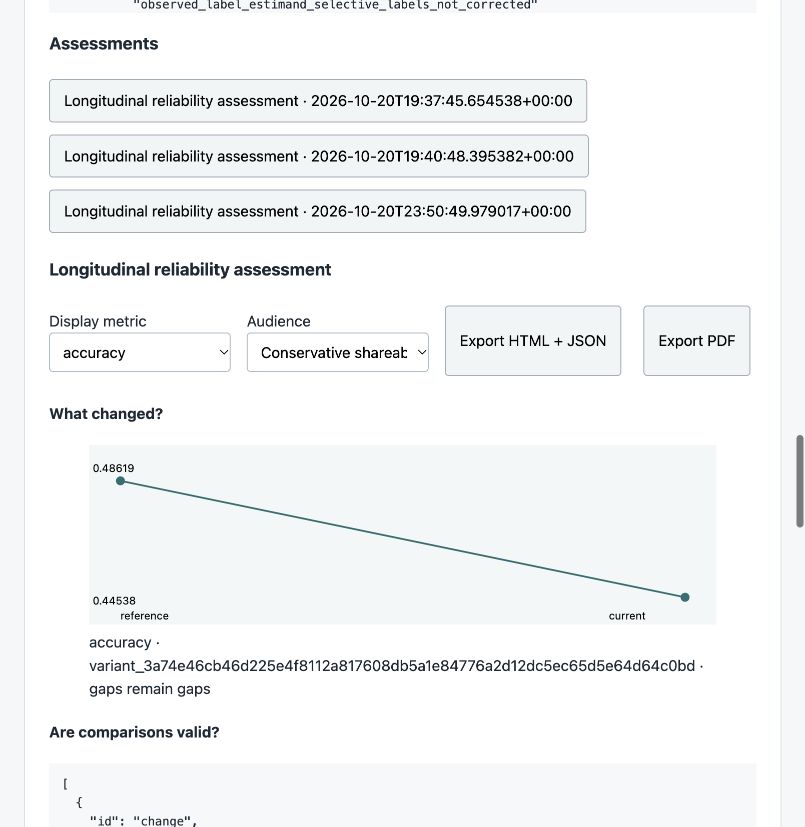 "observed_label_estimand_selective_labels_not_corrected"
Assessments
Longitudinal reliability assessment · 2026-10-20T19:37:45.654538+00:00
Longitudinal reliability assessment · 2026-10-20T19:40:48.395382+00:00
Longitudinal reliability assessment · 2026-10-20T23:50:49.979017+00:00
Longitudinal reliability assessment
Display metric
accuracy
Audience
Conservative shareab
Export HTML + JSON
Export PDF
What changed?
0.48619
0.44538
reference
current
accuracy ·
variant_3a74e46cb46d225e4f8112a817608db5a1e84776a2d12dc5ec65d5e64d64c0bd ·
gaps remain gaps
Are comparisons valid?
[
{
"id": "change",